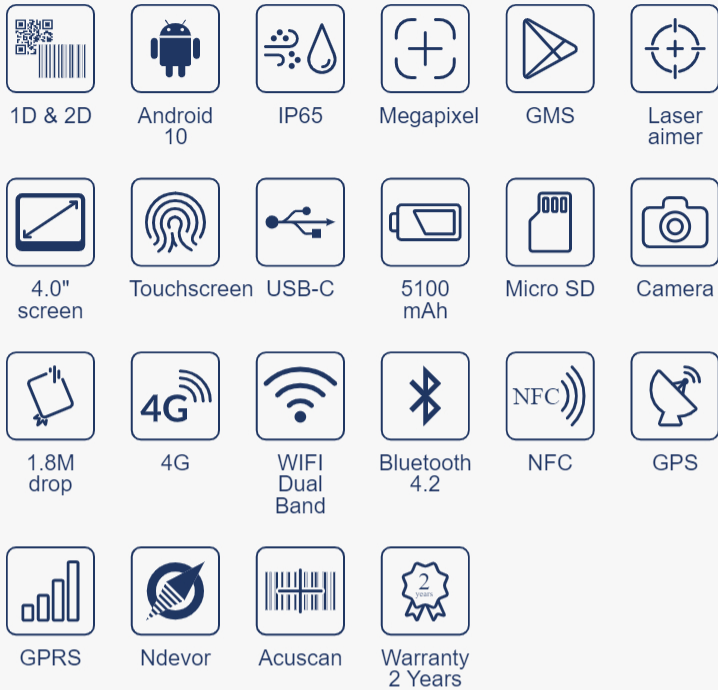 1D & 2D
Android
10
IP65
Megapixel
GMS
Laser
aimer
4.0"
screen
Touchscreen
USB-C
5100
mAh
Micro SD
Camera
4G
NFC
1.8M
drop
4G
WIFI
Dual
Band
Bluetooth
4.2
NFC
GPS
2
years
GPRS
Ndevor
Acuscan
Warranty
2 Years